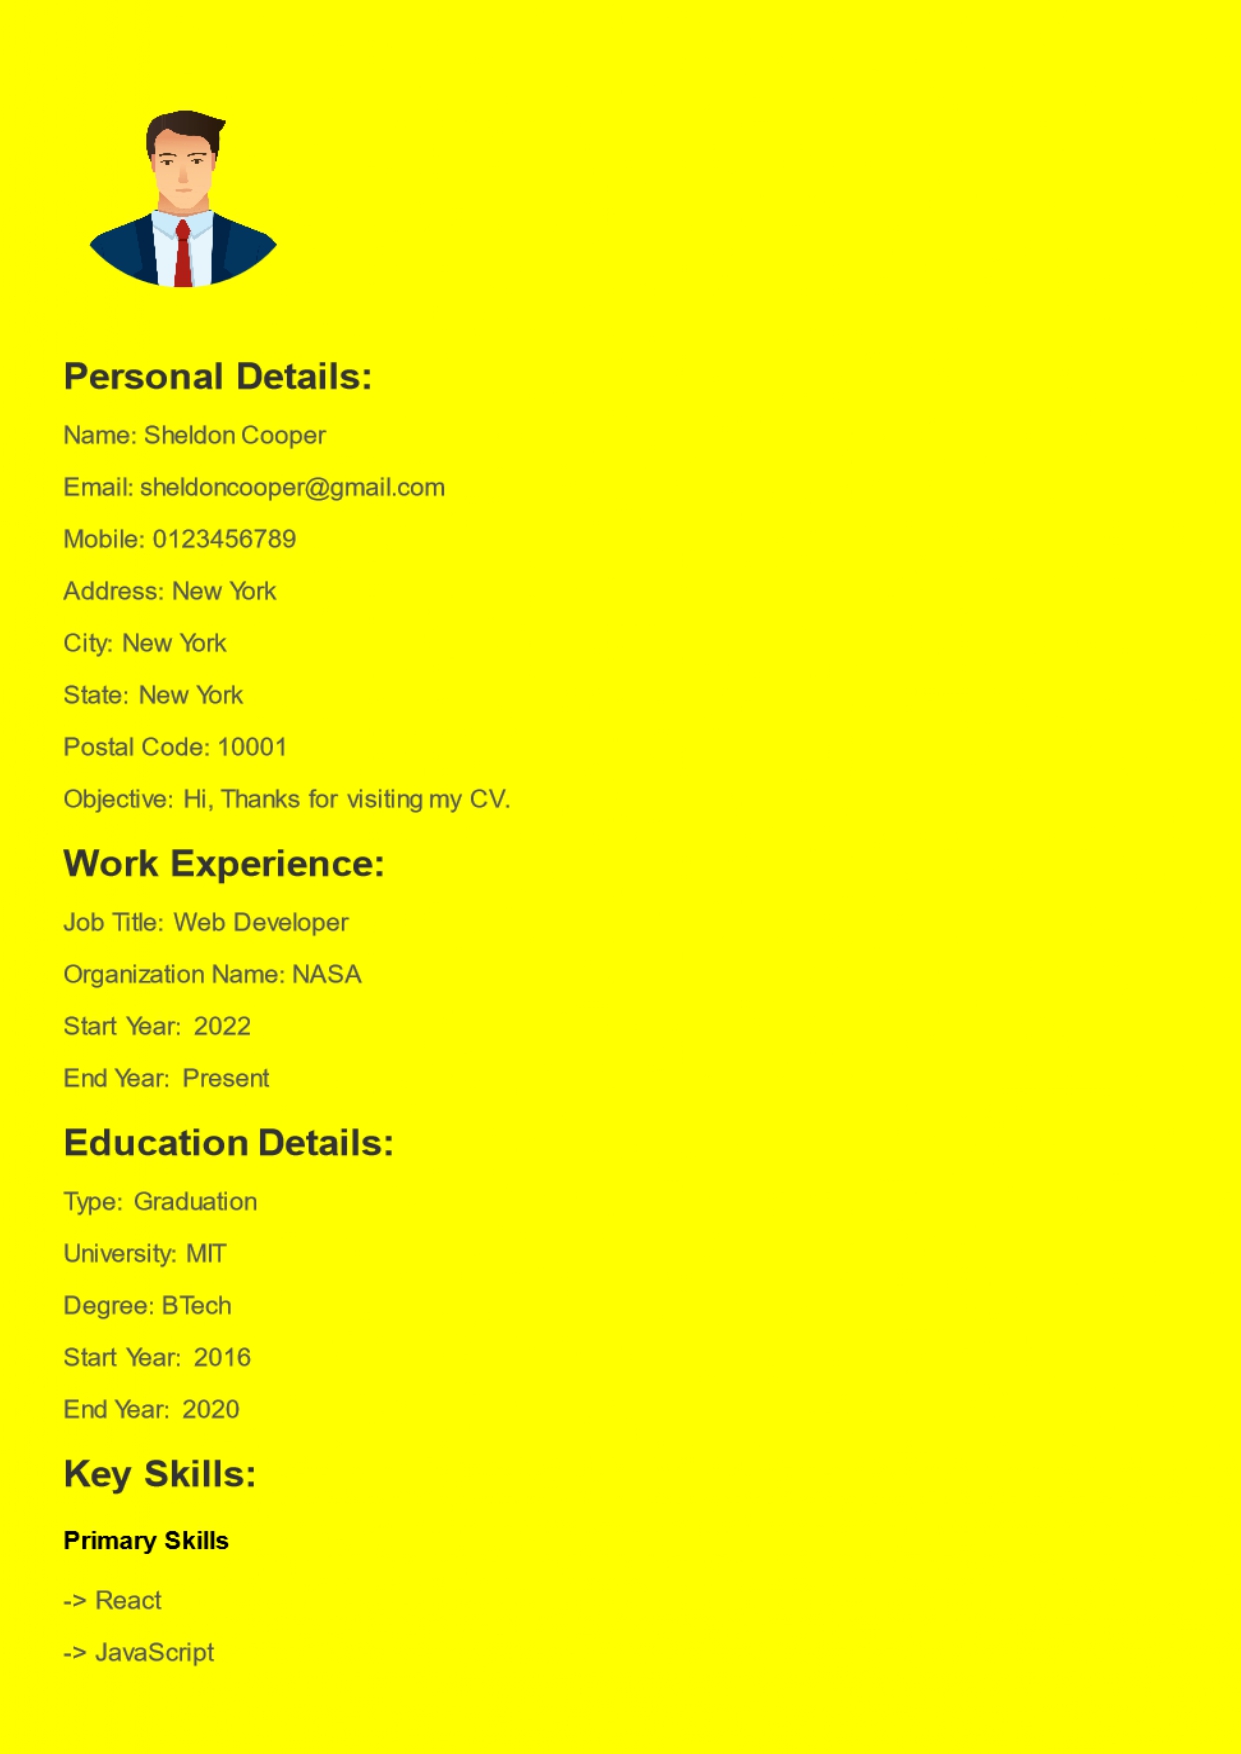 Personal Details:
Name: Sheldon Cooper
Email: sheldoncooper@gmail.com
Mobile: 0123456789
Address: New York
City: New York
State: New York
Postal Code: 10001
Objective: Hi, Thanks for visiting my CV.
Work Experience:
Job Title: Web Developer
Organization Name: NASA
Start Year: 2022
End Year: Present
Education Details:
Type: Graduation
University: MIT
Degree: BTech
Start Year: 2016
End Year: 2020
Key Skills:
Primary Skills
-> React
-> JavaScript